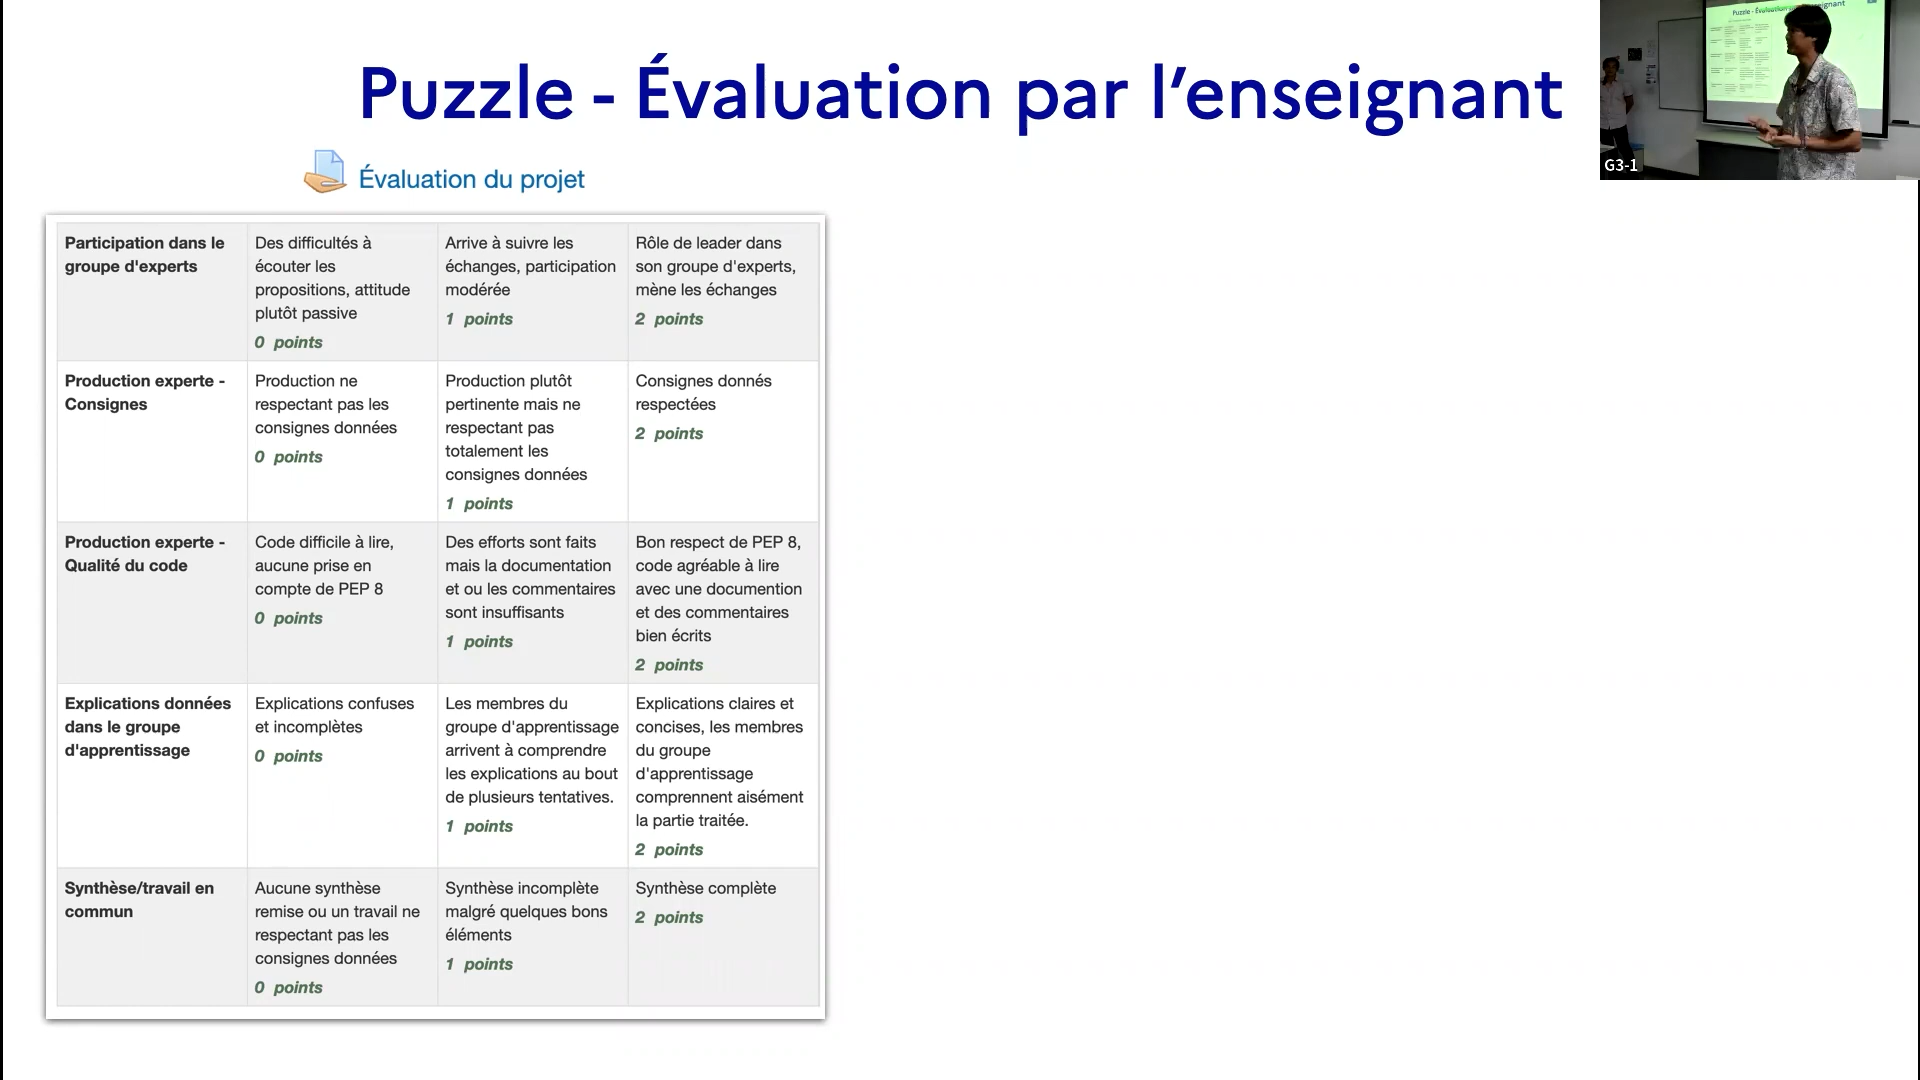 Puzzle - Évaluation par l’enseignant
Puzzle - Évaluation
G3-1
Évaluation du projet
Participation dans le
groupe d'experts
Des difficultés à
écouter les
propositions, attitude
plutôt passive
0 points
Arrive à suivre les
échanges, participation
modérée
1 points
Rôle de leader dans
son groupe d'experts,
mène les échanges
2 points
Production experte -
Consignes
Production ne
respectant pas les
consignes données
0 points
Production plutôt
pertinente mais ne
respectant pas
totalement les
consignes données
1 points
Consignes donnés
respectées
2 points
Production experte -
Qualité du code
Code difficile à lire,
aucune prise en
compte de PEP 8
0 points
Des efforts sont faits
mais la documentation
et ou les commentaires
sont insuffisants
1 points
Bon respect de PEP 8,
code agréable à lire
avec une documention
et des commentaires
bien écrits
2 points
Explications données
dans le groupe
d'apprentissage
Explications confuses
et incomplètes
0 points
Les membres du
groupe d'apprentissage
arrivent à comprendre
les explications au bout
de plusieurs tentatives.
1 points
Explications claires et
concises, les membres
du groupe
d'apprentissage
comprennent aisément
la partie traitée.
2 points
Synthèse/travail en
commun
Aucune synthèse
remise ou un travail ne
respectant pas les
consignes données
0 points
Synthèse incomplète
malgré quelques bons
éléments
1 points
Synthèse complète
2 points